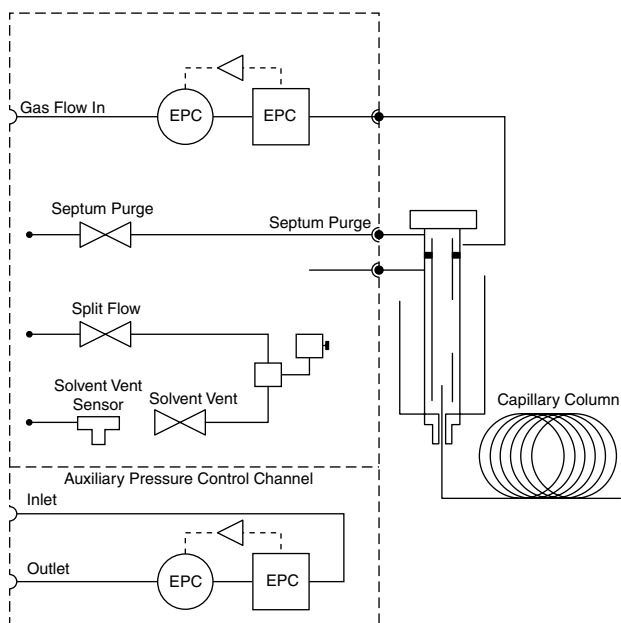 Gas Flow In
EPC
EPC
Septum Purge
Septum Purge
Split Flow
Solvent Vent
Sensor
Solvent Vent
Capillary Column
Auxiliary Pressure Control Channel
Inlet
Outlet
EPC
EPC